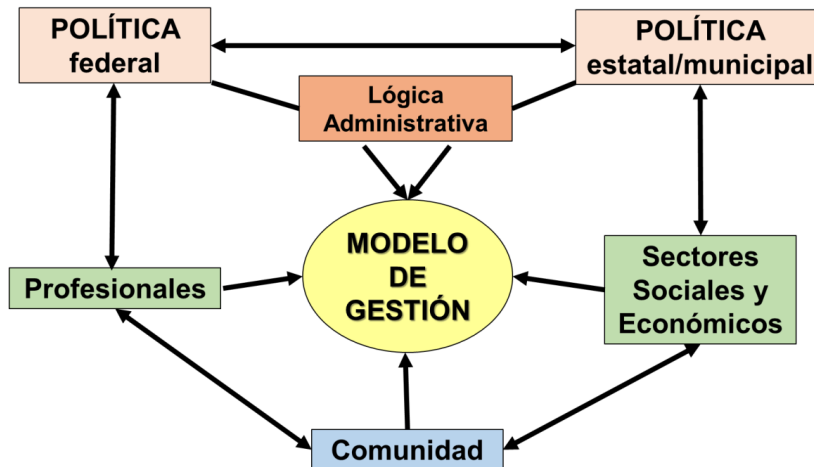 POLÍTICA
federal
POLÍTICA
estatal/municipal
Lógica
Administrativa
MODELO
DE
GESTIÓN
Profesionales
Sectores
Sociales y
Económicos
Comunidad